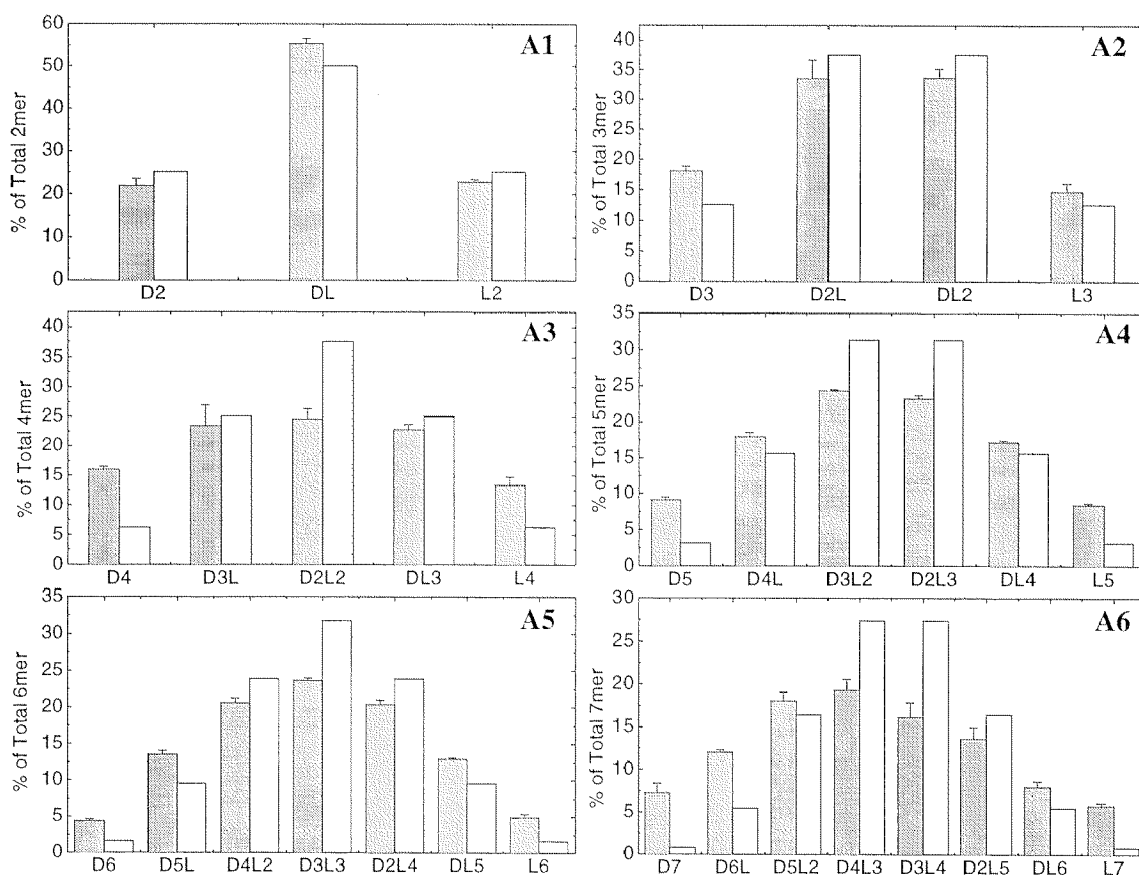 A1
% of Total 2mer
60
50
40
30
20
10
0
D2 DL L2
A2
% of Total 3mer
40
35
30
25
20
15
10
5
0
D3 D2L DL2 L3
A3
% of Total 4mer
40
35
30
25
20
15
10
5
0
D4 D3L D2L2 DL3 L4
A4
% of Total 5mer
35
30
25
20
15
10
5
0
D5 D4L D3L2 D2L3 DL4 L5
A5
% of Total 6mer
35
30
25
20
15
10
5
0
D6 D5L D4L2 D3L3 D2L4 DL5 L6
A6
% of Total 7mer
30
25
20
15
10
5
0
D7 D6L D5L2 D4L3 D3L4 D2L5 DL6 L7